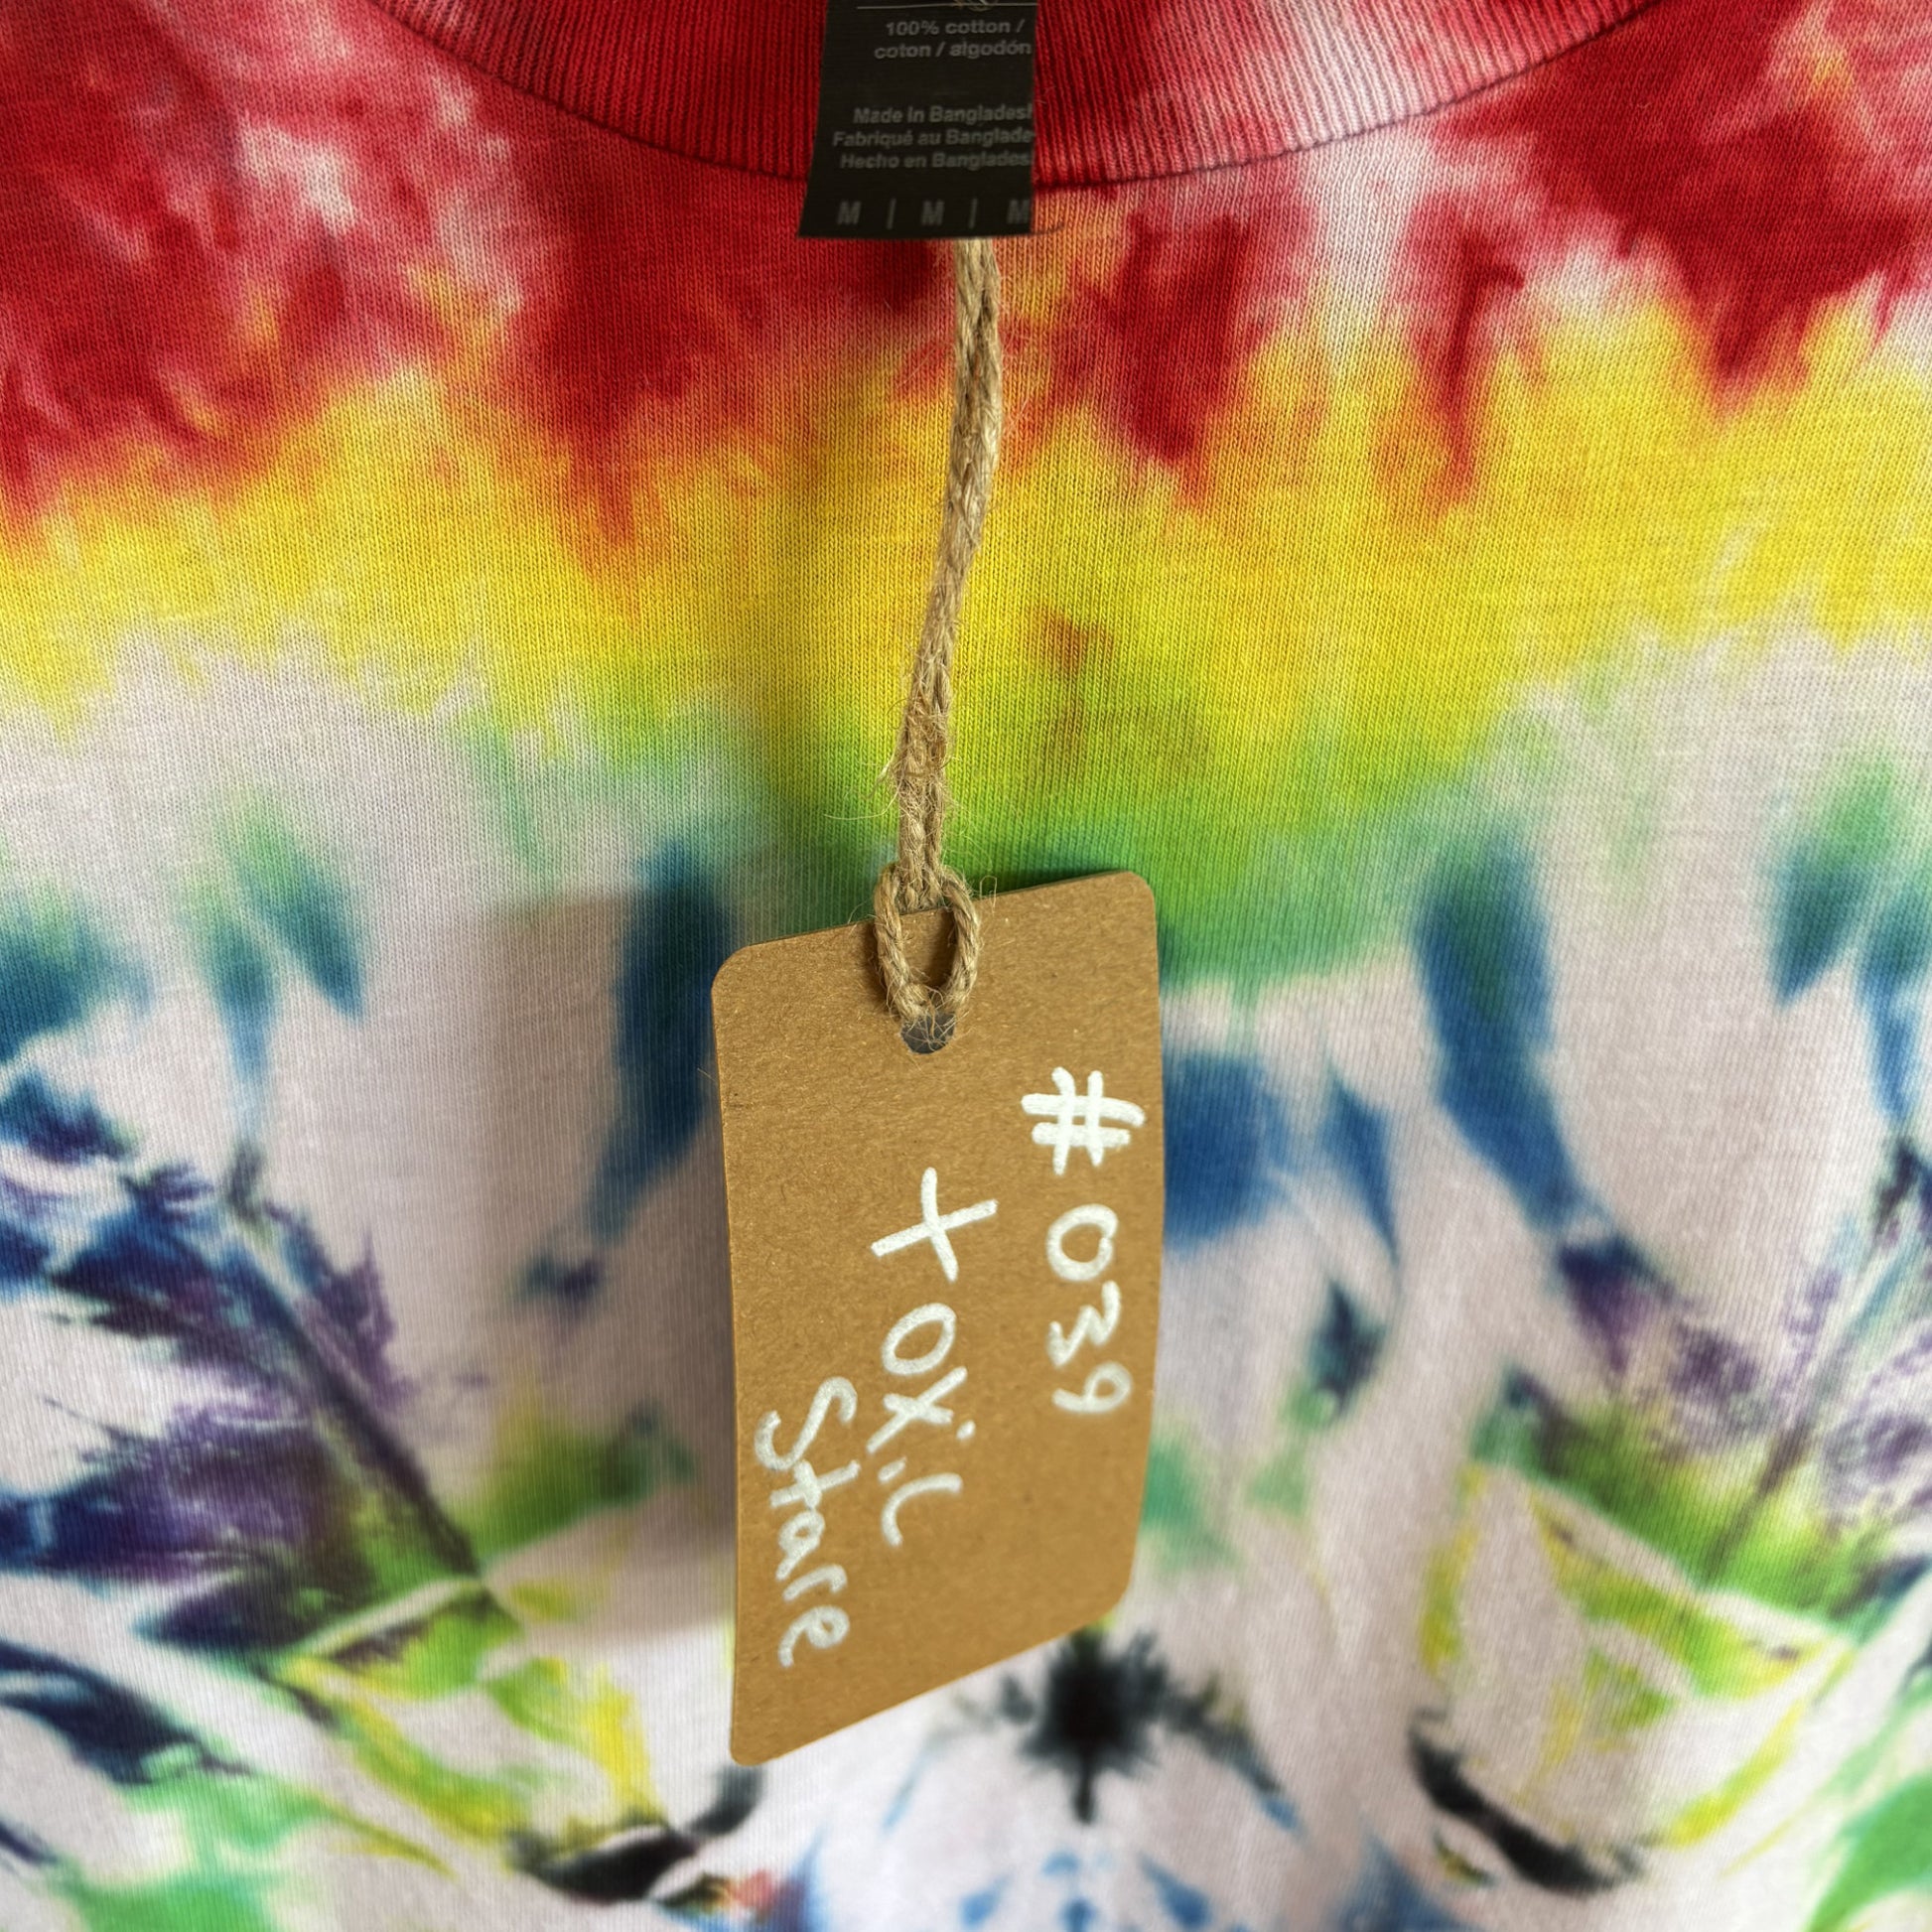 100% cotton /
coton / algodón
Made in Banglades
Fabriqué au Banglade
Hecho en Banglades
M | M | M
#039
toxic
Stare